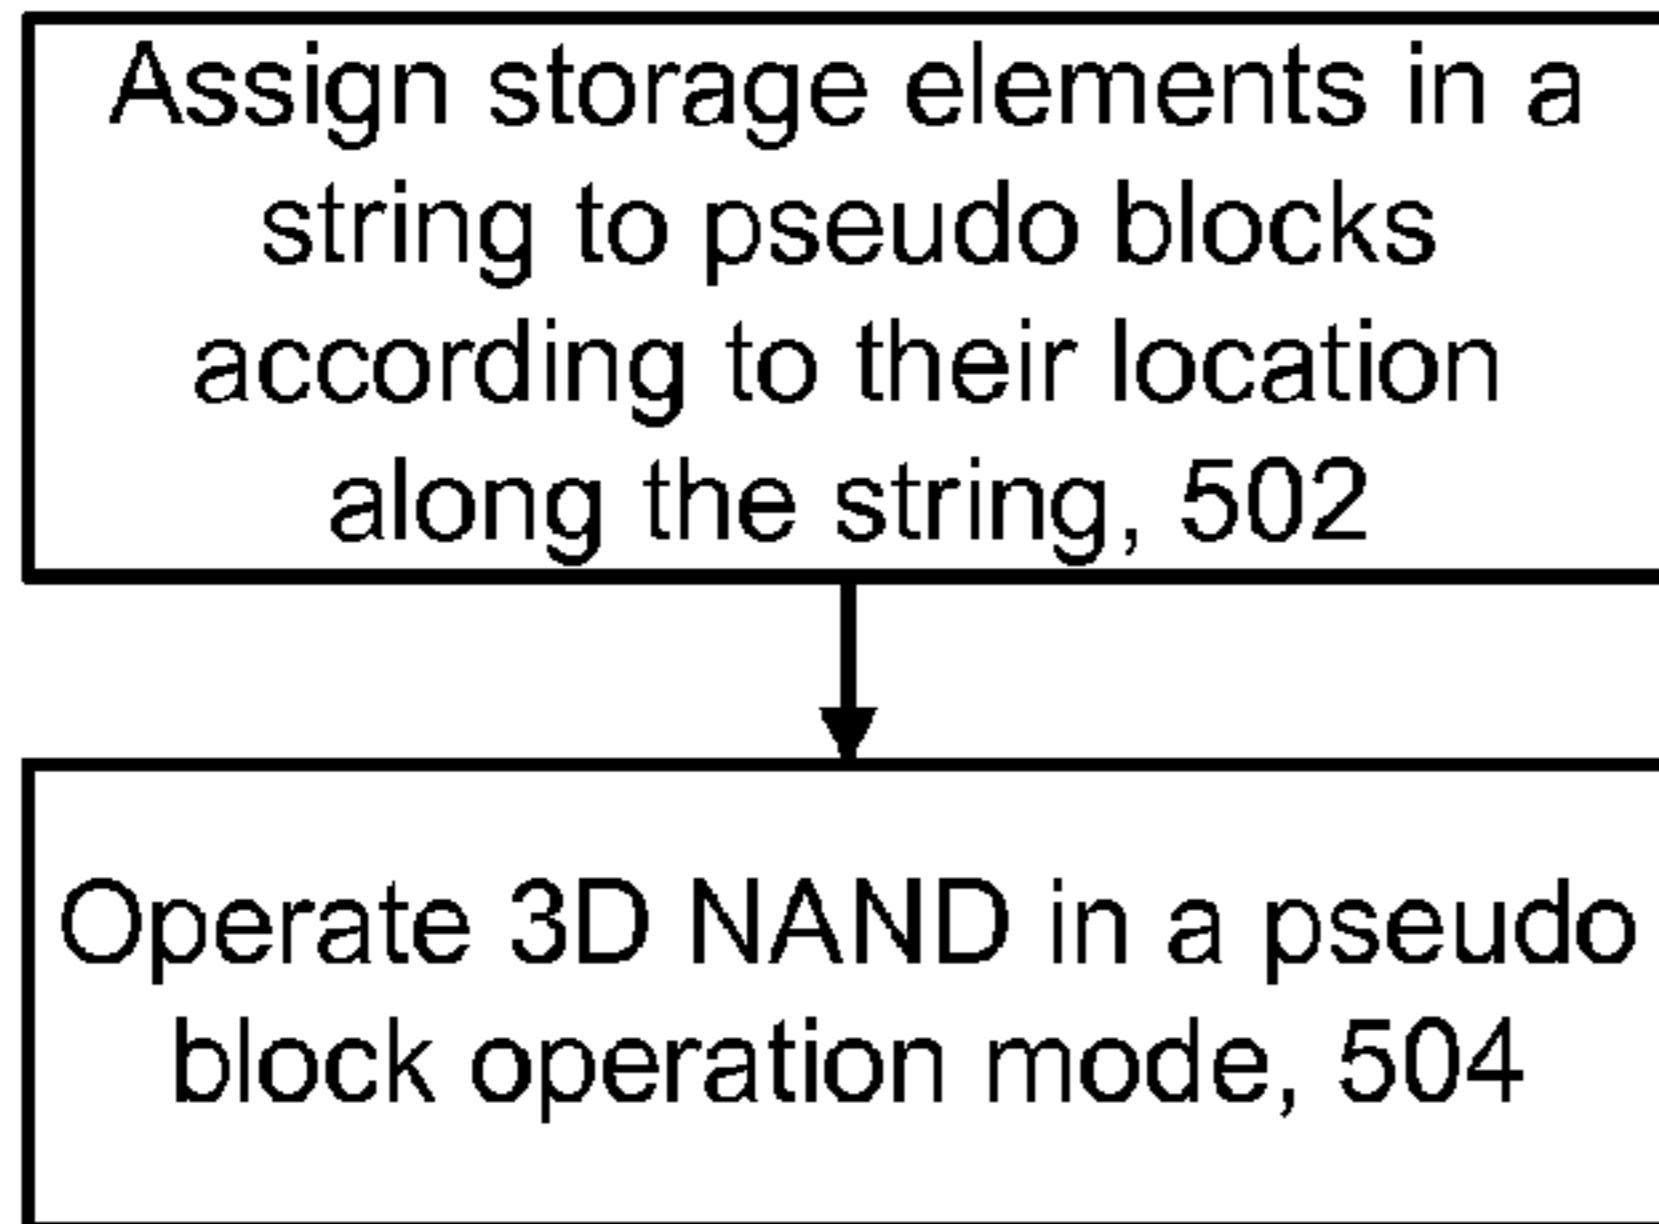 Assign storage elements in a
string to pseudo blocks
according to their location
along the string, 502
Operate 3D NAND in a pseudo
block operation mode, 504